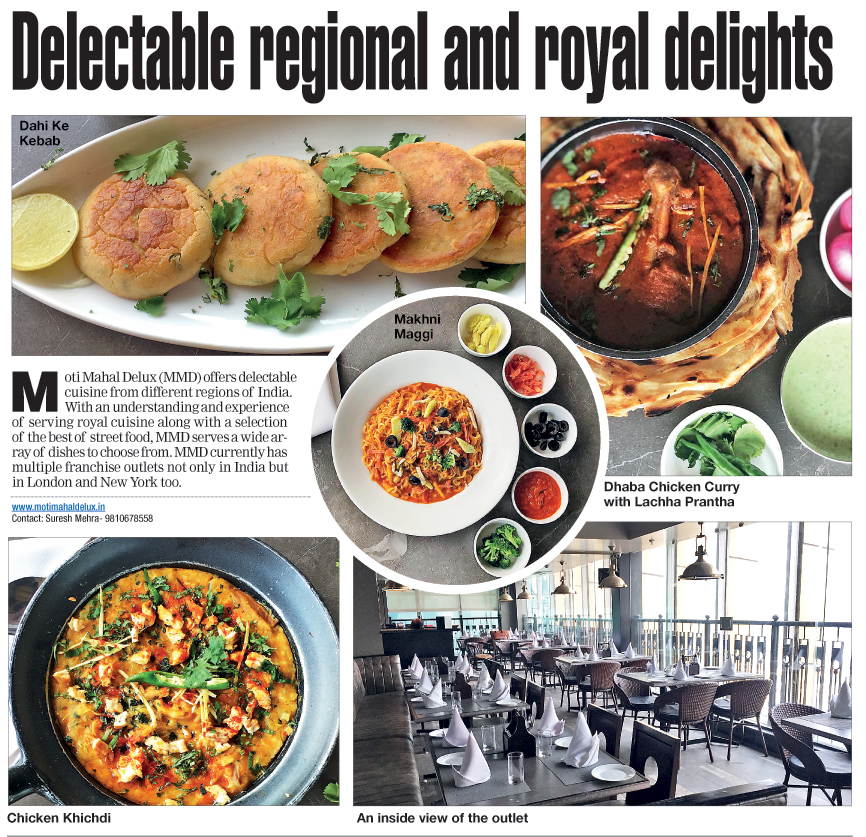 Delectable regional and royal delights
Dahi Ke
Kebab
Makhni
Maggi
Moti Mahal Delux (MMD) offers delectable
cuisine from different regions of India.
With an understanding and experience
of serving royal cuisine along with a selection
of the best of street food, MMD serves a wide ar-
ray of dishes to choose from. MMD currently has
multiple franchise outlets not only in India but
in London and New York too.
www.motimahaldelux.in
Contact: Suresh Mehra- 9810678558
Dhaba Chicken Curry
with Lachha Prantha
Chicken Khichdi
An inside view of the outlet